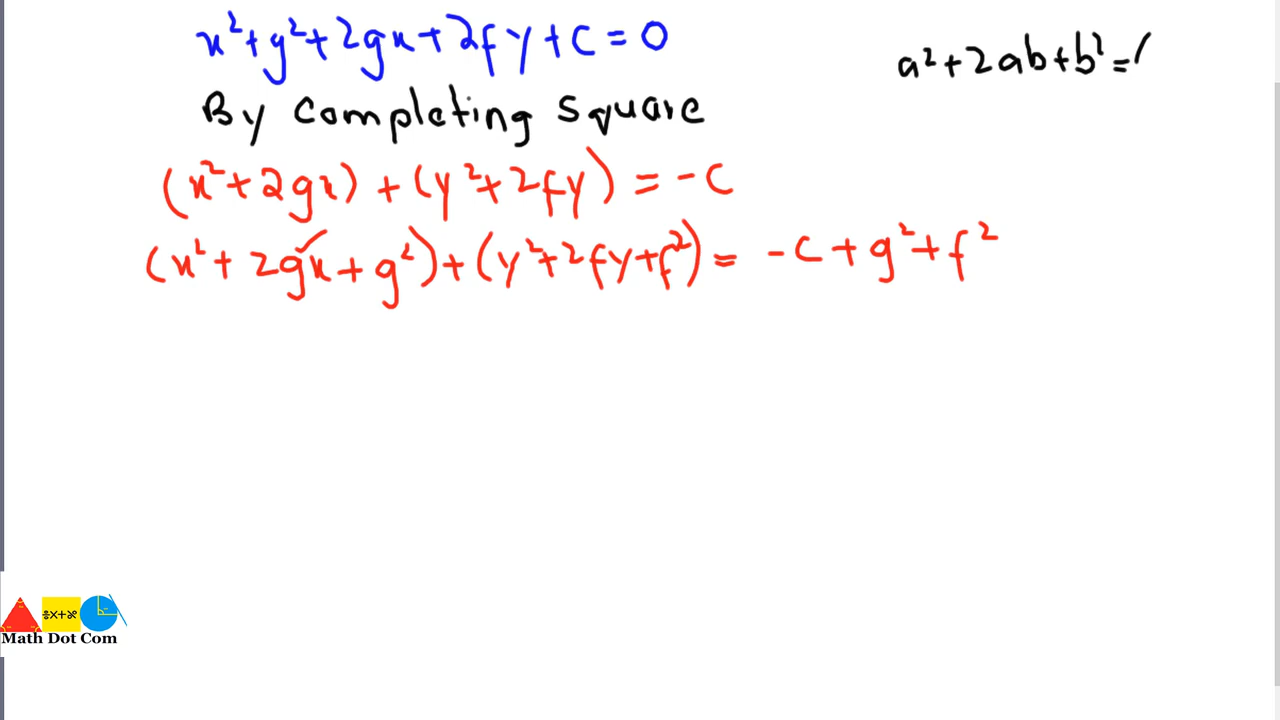 x²+y²+2gx+2fy+c=0
a²+2ab+b²=(
By completing square
(x²+2gx)+(y²+2fy)=-c
(x²+2gx+g²)+(y²+2fy+f²)=-c+g²+f²
÷x+
Math Dot Com